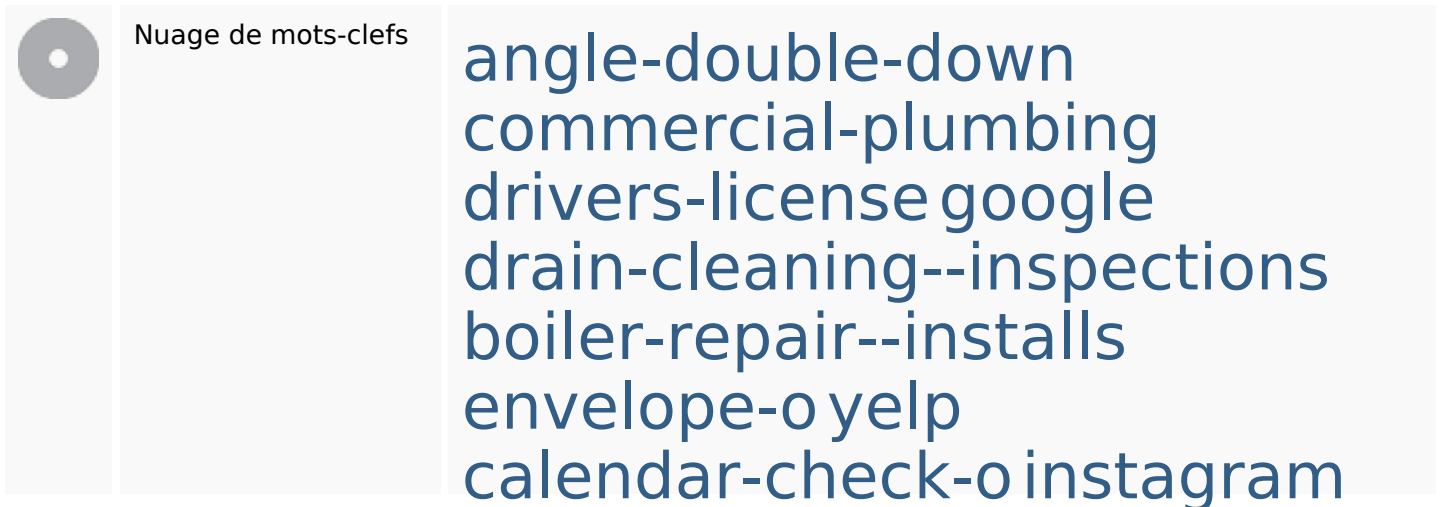 Nuage de mots-clefs
angle-double-down
commercial-plumbing
drivers-license google
drain-cleaning--inspections
boiler-repair--installs
envelope-o yelp
calendar-check-o instagram